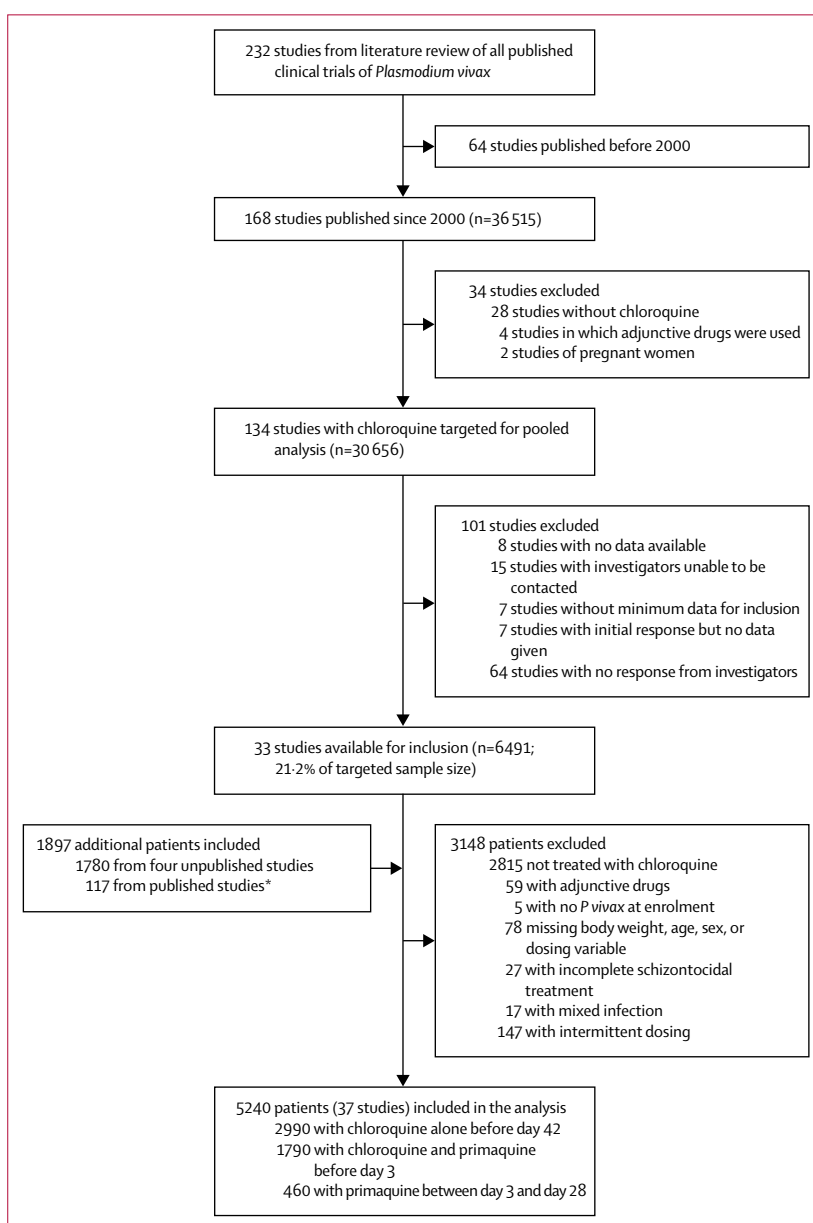 232 studies from literature review of all published
clinical trials of Plasmodium vivax
64 studies published before 2000
168 studies published since 2000 (n=36 515)
34 studies excluded
28 studies without chloroquine
4 studies in which adjunctive drugs were used
2 studies of pregnant women
134 studies with chloroquine targeted for pooled
analysis (n=30 656)
101 studies excluded
8 studies with no data available
15 studies with investigators unable to be
contacted
7 studies without minimum data for inclusion
7 studies with initial response but no data
given
64 studies with no response from investigators
33 studies available for inclusion (n=6491;
21·2% of targeted sample size)
1897 additional patients included
1780 from four unpublished studies
117 from published studies*
3148 patients excluded
2815 not treated with chloroquine
59 with adjunctive drugs
5 with no P vivax at enrolment
78 missing body weight, age, sex, or
dosing variable
27 with incomplete schizontocidal
treatment
17 with mixed infection
147 with intermittent dosing
5240 patients (37 studies) included in the analysis
2990 with chloroquine alone before day 42
1790 with chloroquine and primaquine
before day 3
460 with primaquine between day 3 and day 28